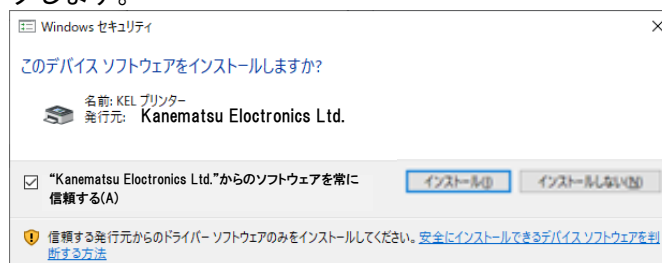 クします。
Windows セキュリティ
このデバイス ソフトウェアをインストールしますか?
名前: KEL プリンター
発行元: Kanematsu Eloctronics Ltd.
“Kanematsu Eloctronics Ltd.”からのソフトウェアを常に
信頼する(A)
インストール(I)
インストールしない(N)
信頼する発行元からのドライバー ソフトウェアのみをインストールしてください。安全にインストールできるデバイス ソフトウェアを判
断する方法